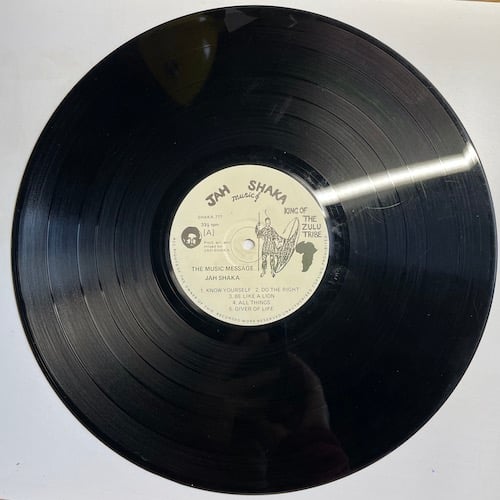 JAH SHAKA
music
KING OF
THE
ZULU
TRIBE
SHAKA 777
33⅓ rpm
(A)
THE MUSIC MESSAGE
JAH SHAKA
1. KNOW YOURSELF 2. DO THE RIGHT
3. BE LIKE A LION
4. ALL THINGS
5. GIVER OF LIFE